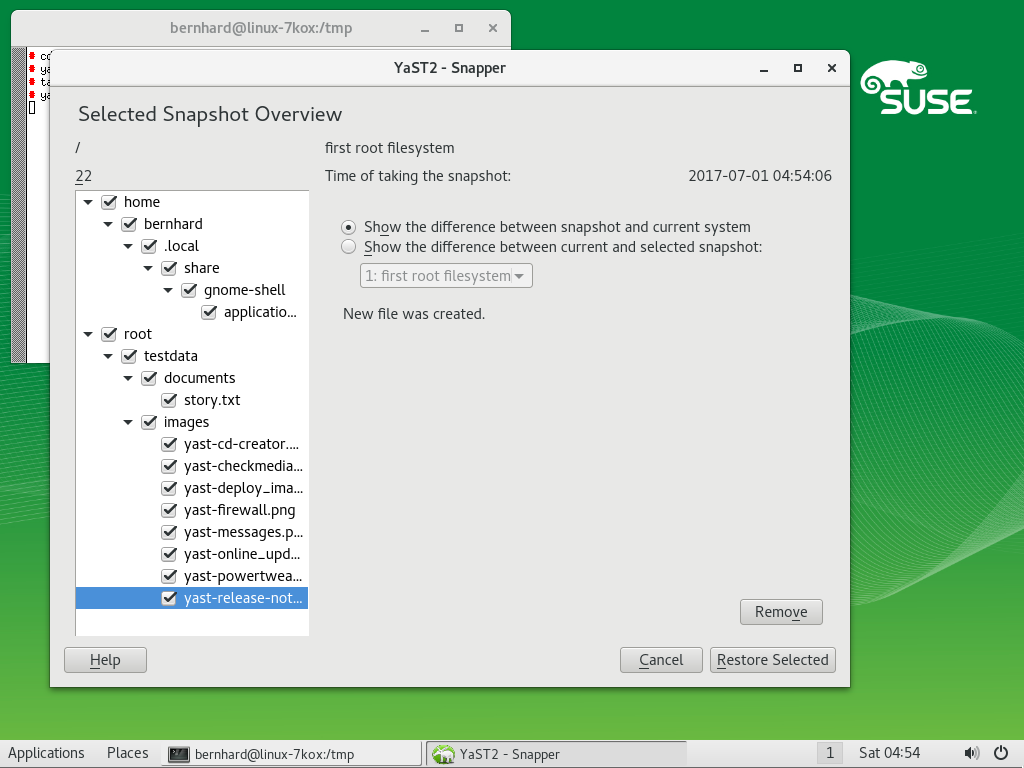 bernhard@linux-7kox:/tmp
YaST2 - Snapper
SUSE
Selected Snapshot Overview
/
first root filesystem
22
Time of taking the snapshot:
2017-07-01 04:54:06
home
bernhard
.local
share
gnome-shell
applicatio...
root
testdata
documents
story.txt
images
yast-cd-creator....
yast-checkmedia...
yast-deploy_ima...
yast-firewall.png
yast-messages.p...
yast-online_upd...
yast-powertwea...
yast-release-not...
Show the difference between snapshot and current system
Show the difference between current and selected snapshot:
1: first root filesystem
New file was created.
Remove
Help
Cancel
Restore Selected
Applications
Places
bernhard@linux-7kox:/tmp
YaST2 - Snapper
1
Sat 04:54